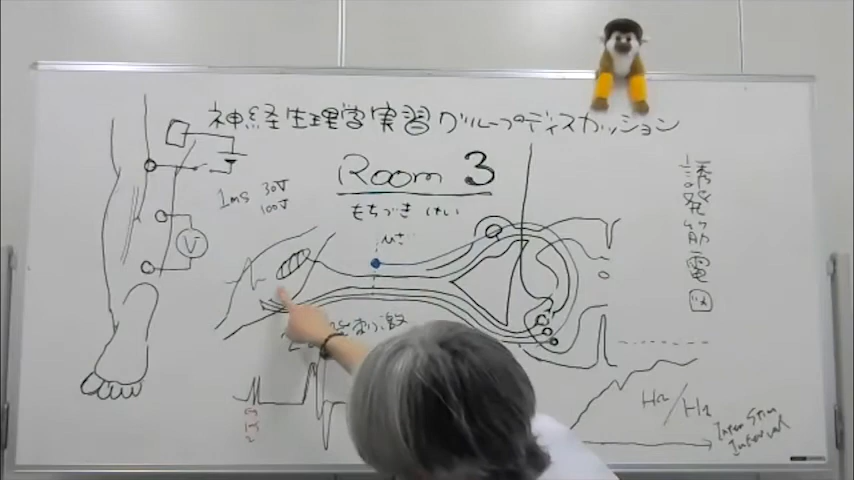 神経生理学実習グループディスカッション
Room 3
もちづき けい
1ms 30V
100V
V
誘発筋電図
刺激
H2/H1
Inter Stim
Interval